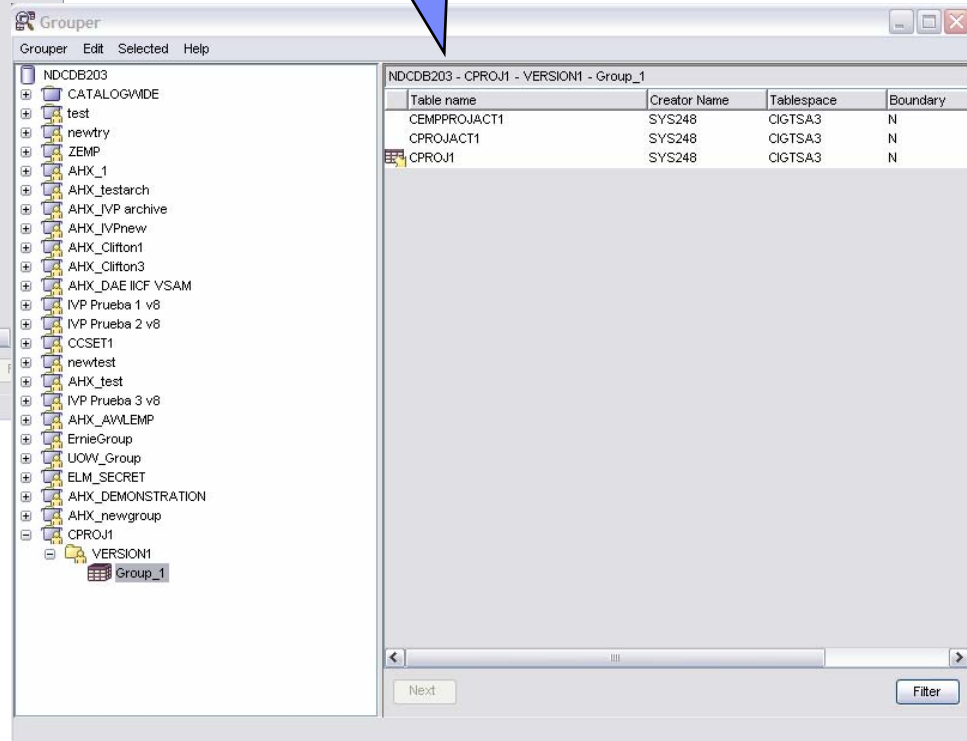 Grouper
Grouper Edit Selected Help
NDCDB203
CATALOGWIDE
test
newtry
ZEMP
AHX_1
AHX_testarch
AHX_IVP archive
AHX_IVPnew
AHX_Clifton1
AHX_Clifton3
AHX_DAE IICF VSAM
IVP Prueba 1 v8
IVP Prueba 2 v8
CCSET1
newtest
AHX_test
IVP Prueba 3 v8
AHX_AWLEMP
ErnieGroup
UOW_Group
ELM_SECRET
AHX_DEMONSTRATION
AHX_newgroup
CPROJ1
VERSION1
Group_1
NDCDB203 - CPROJ1 - VERSION1 - Group_1
Table name Creator Name Tablespace Boundary
CEMPPROJACT1 SYS248 CIGTSA3 N
CPROJACT1 SYS248 CIGTSA3 N
CPROJ1 SYS248 CIGTSA3 N
Next Filter